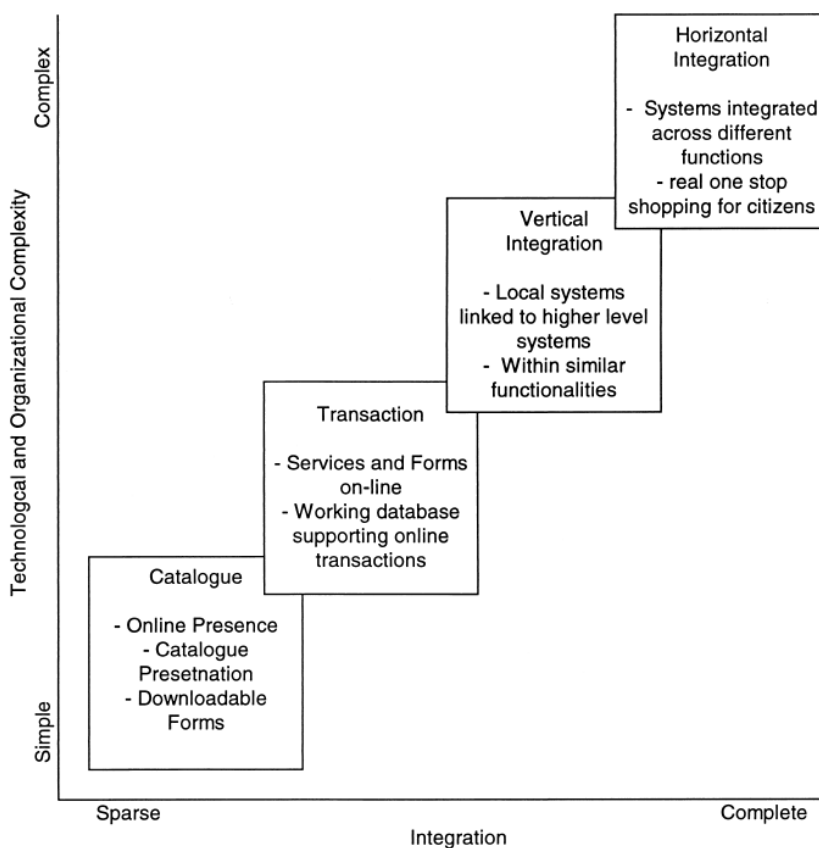 Technologcal and Organizational Complexity
Complex
Simple
Horizontal
Integration
- Systems integrated
across different
functions
- real one stop
shopping for citizens
Vertical
Integration
- Local systems
linked to higher level
systems
- Within similar
functionalities
Transaction
- Services and Forms
on-line
- Working database
supporting online
transactions
Catalogue
- Online Presence
- Catalogue
Presetnation
- Downloadable
Forms
Sparse
Complete
Integration